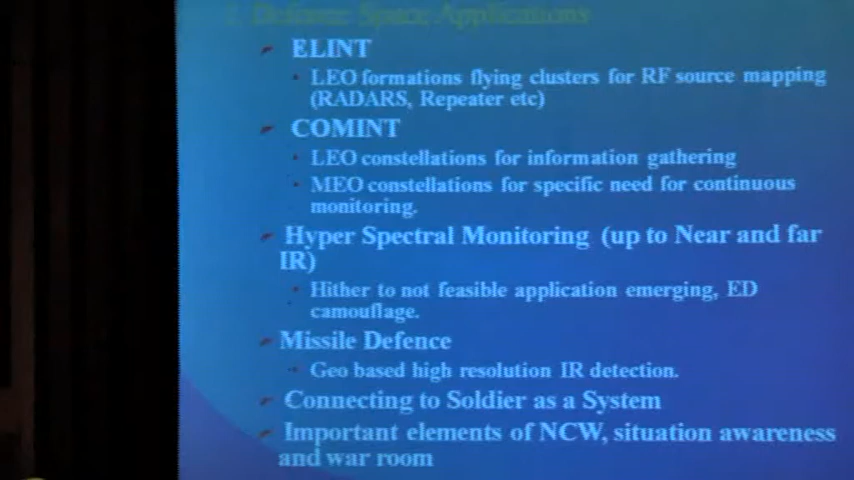 Defence Space Applications
ELINT
LEO formations flying clusters for RF source mapping
(RADARS, Repeater etc)
COMINT
LEO constellations for information gathering
MEO constellations for specific need for continuous
monitoring.
Hyper Spectral Monitoring (up to Near and far
IR)
Hither to not feasible application emerging, ED
camouflage.
Missile Defence
Geo based high resolution IR detection.
Connecting to Soldier as a System
Important elements of NCW, situation awareness
and war room